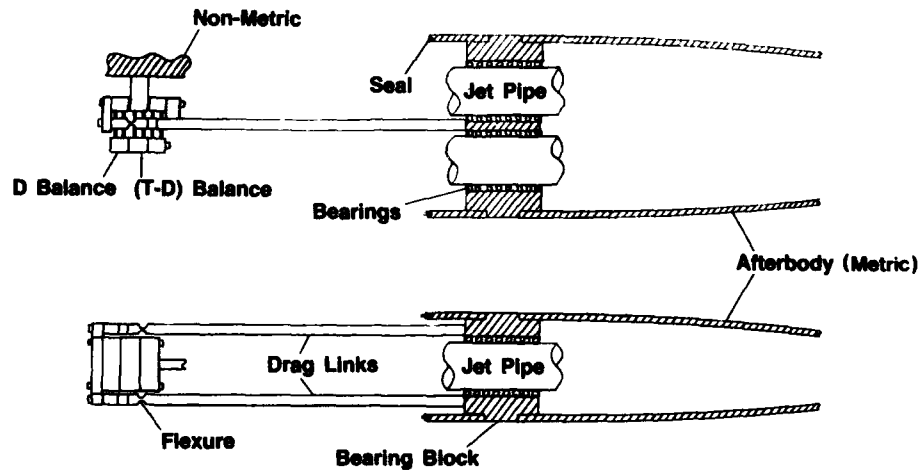 Non-Metric
Seal
Jet Pipe
D Balance (T-D) Balance
Bearings
Afterbody (Metric)
Drag Links
Jet Pipe
Flexure
Bearing Block